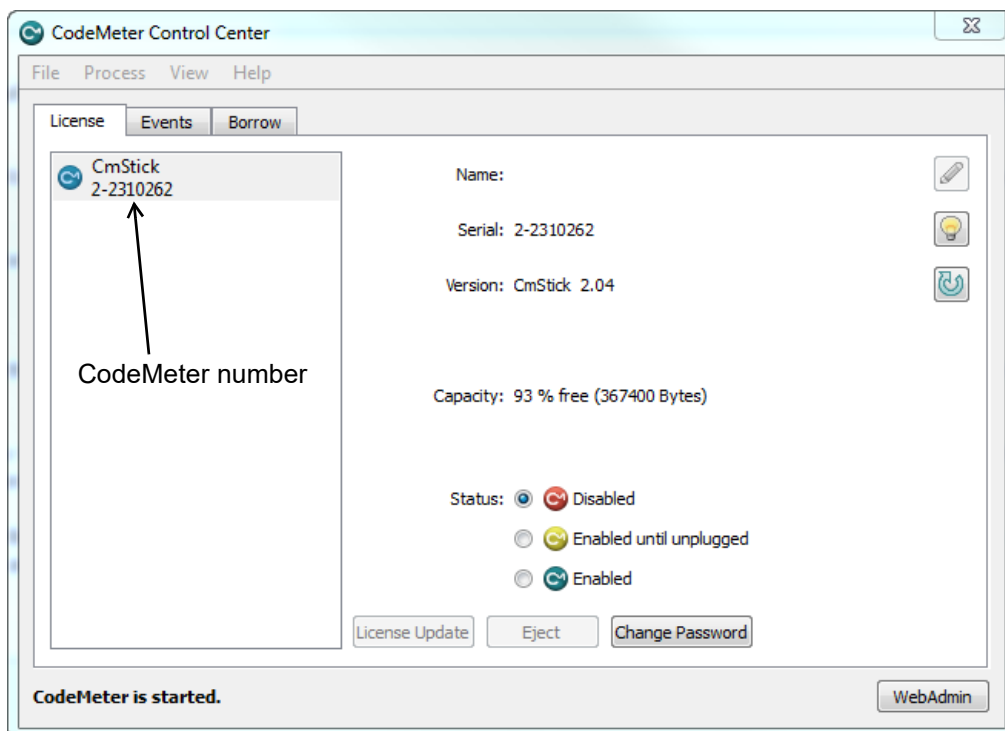 CodeMeter Control Center
File Process View Help
License Events Borrow
CmStick
2-2310262
CodeMeter number
Name:
Serial: 2-2310262
Version: CmStick 2.04
Capacity: 93 % free (367400 Bytes)
Status: Disabled
Enabled until unplugged
Enabled
License Update Eject Change Password
CodeMeter is started.
WebAdmin